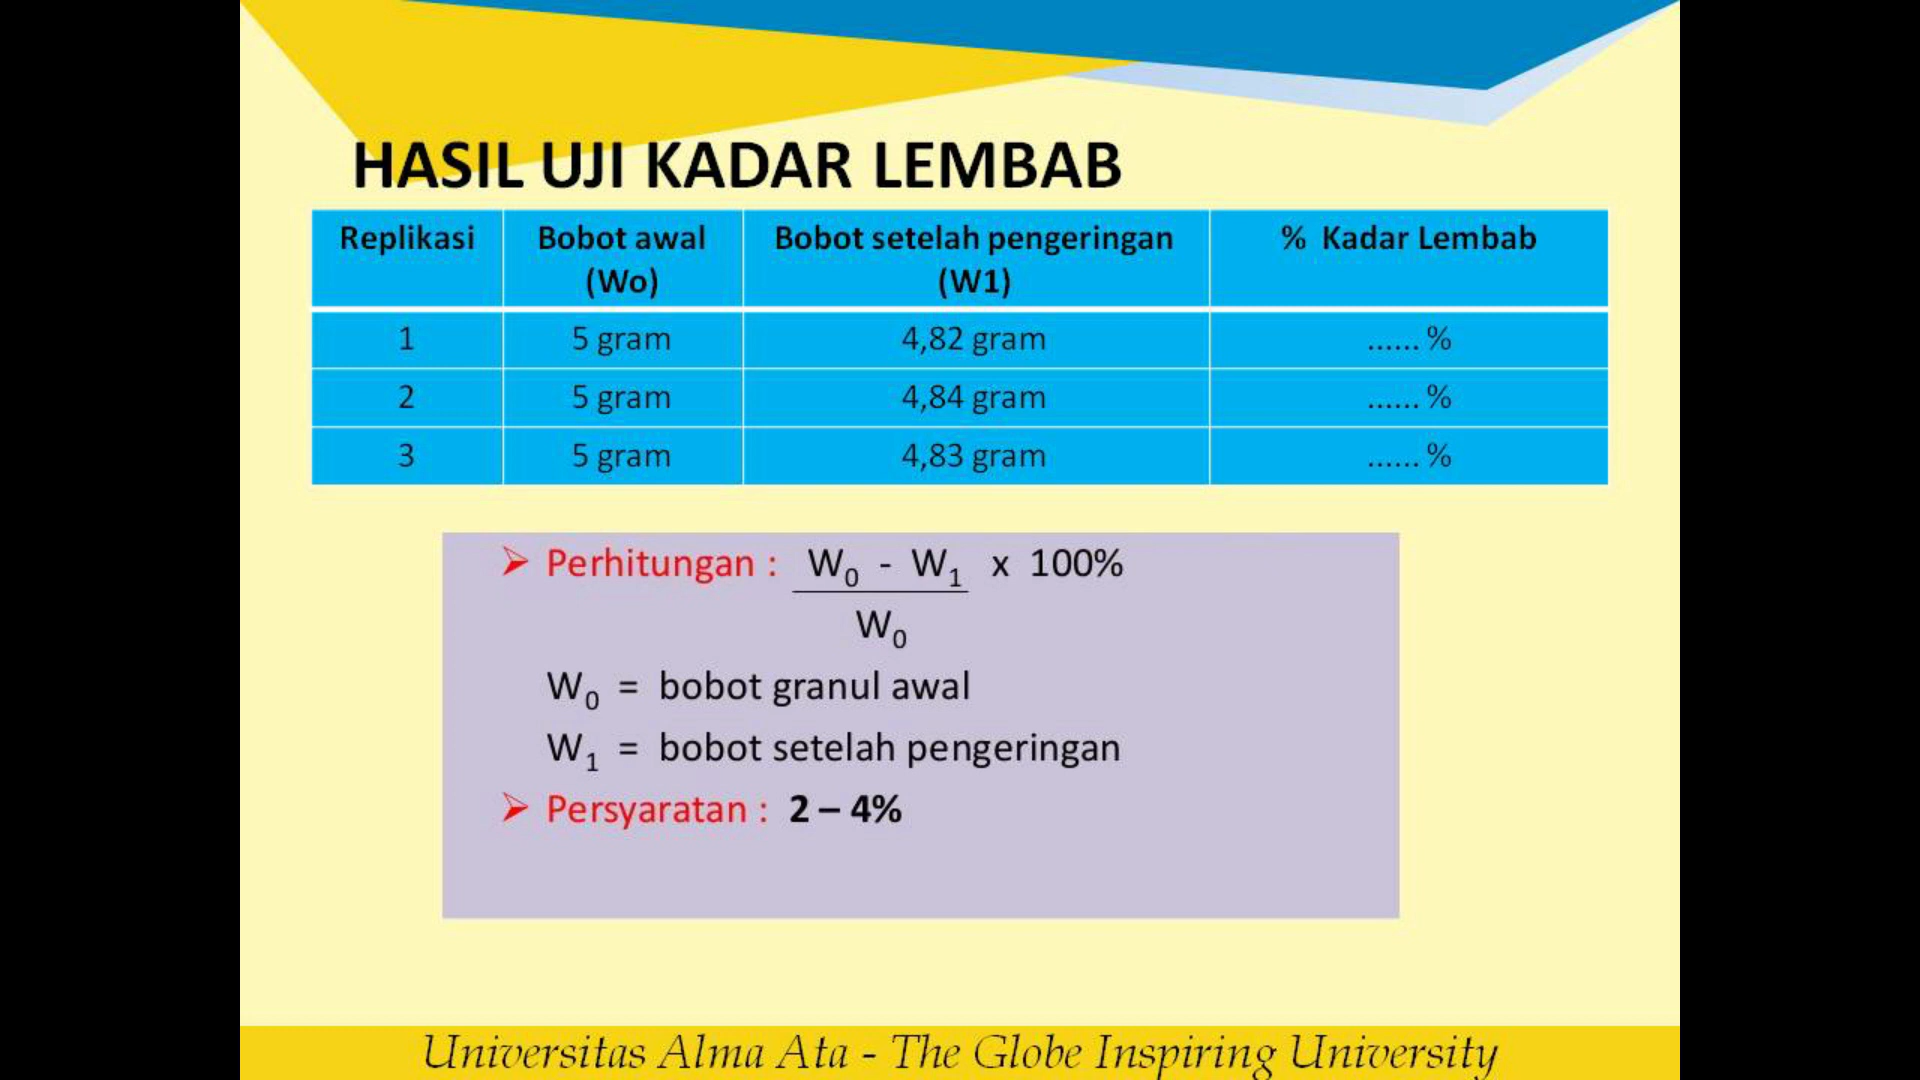 HASIL UJI KADAR LEMBAB
Replikasi Bobot awal (Wo) Bobot setelah pengeringan (W1) % Kadar Lembab
1 5 gram 4,82 gram ...... %
2 5 gram 4,84 gram ...... %
3 5 gram 4,83 gram ...... %
➢ Perhitungan : W₀ - W₁ x 100%
W₀
W₀ = bobot granul awal
W₁ = bobot setelah pengeringan
➢ Persyaratan : 2 – 4%
Universitas Alma Ata - The Globe Inspiring University